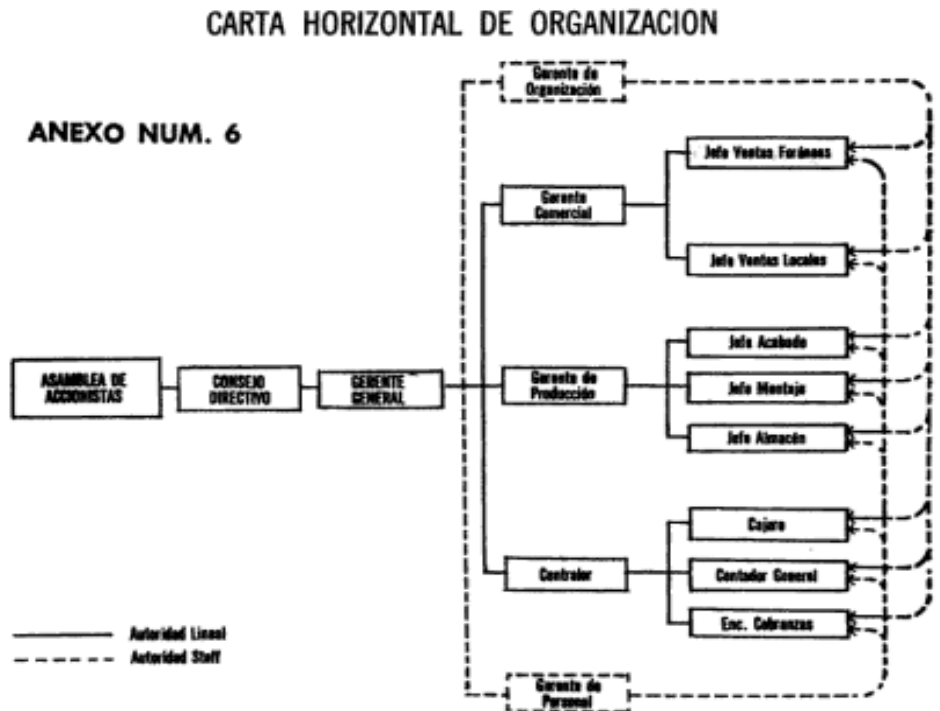 CARTA HORIZONTAL DE ORGANIZACION
ANEXO NUM. 6
Gerente de
Organización
Jefe Ventas Foráneas
Gerente
Comercial
Jefe Ventas Locales
ASAMBLEA DE
ACCIONISTAS
CONSEJO
DIRECTIVO
GERENTE
GENERAL
Gerente de
Producción
Jefe Acabado
Jefe Montaje
Jefe Almacén
Cajero
Contralor
Contador General
Enc. Cobranzas
Autoridad Lineal
Autoridad Staff
Gerente de
Personal